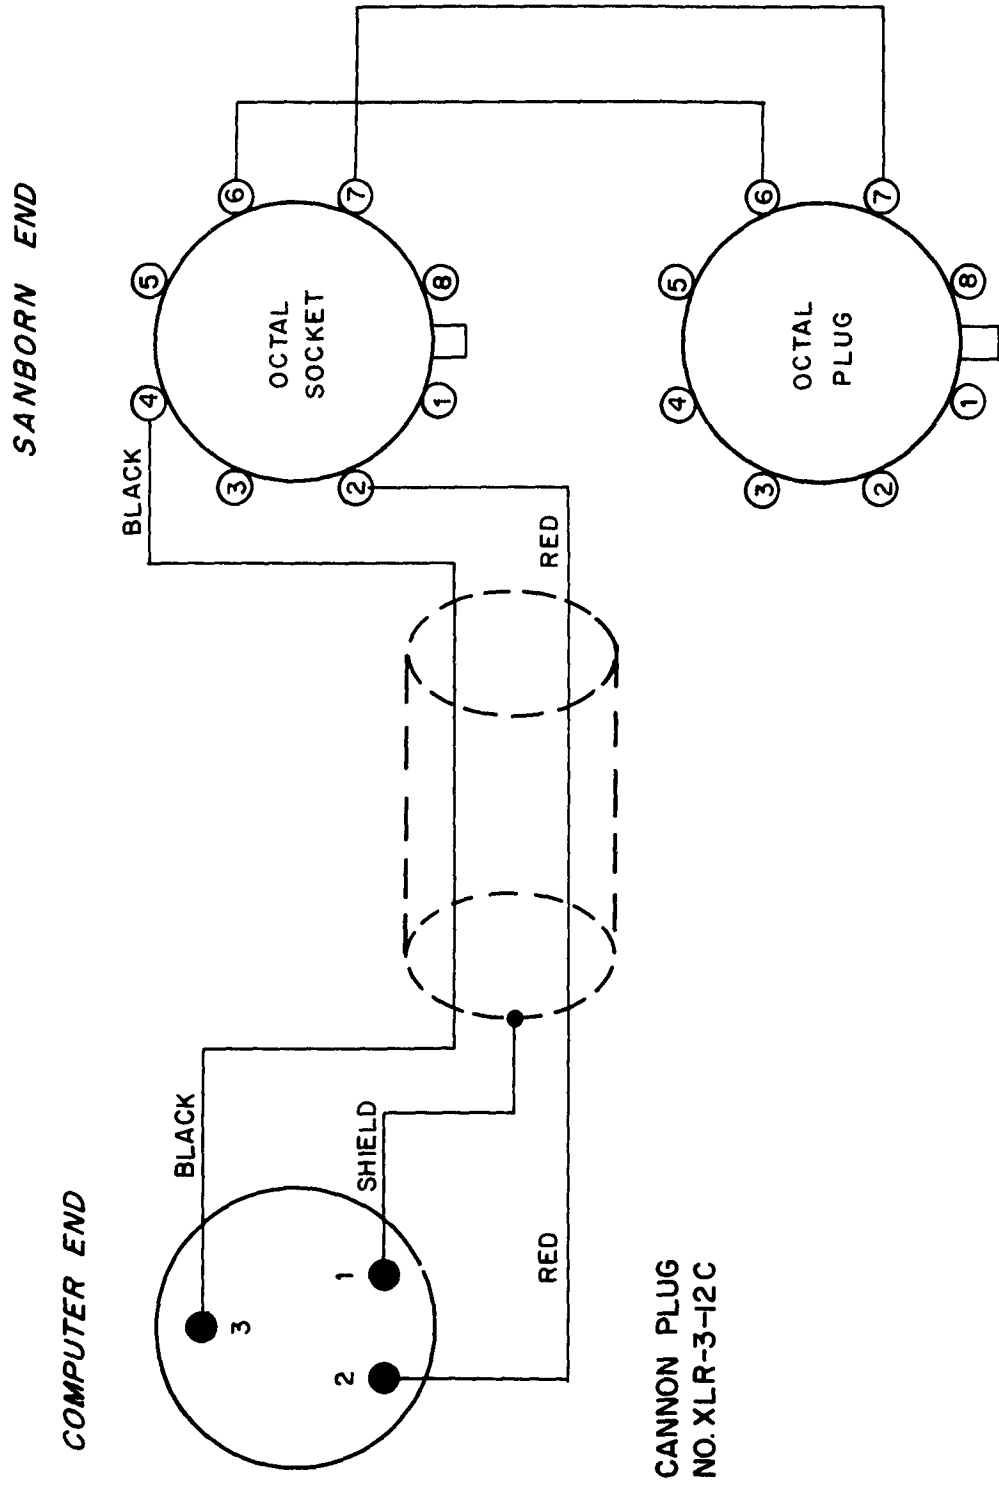 COMPUTER END
SANBORN END
BLACK
BLACK
3
SHIELD
1
2
RED
RED
4
5
3
6
2
7
1
8
OCTAL
SOCKET
4
5
3
6
2
7
1
8
OCTAL
PLUG
CANNON PLUG
NO. XLR-3-12C